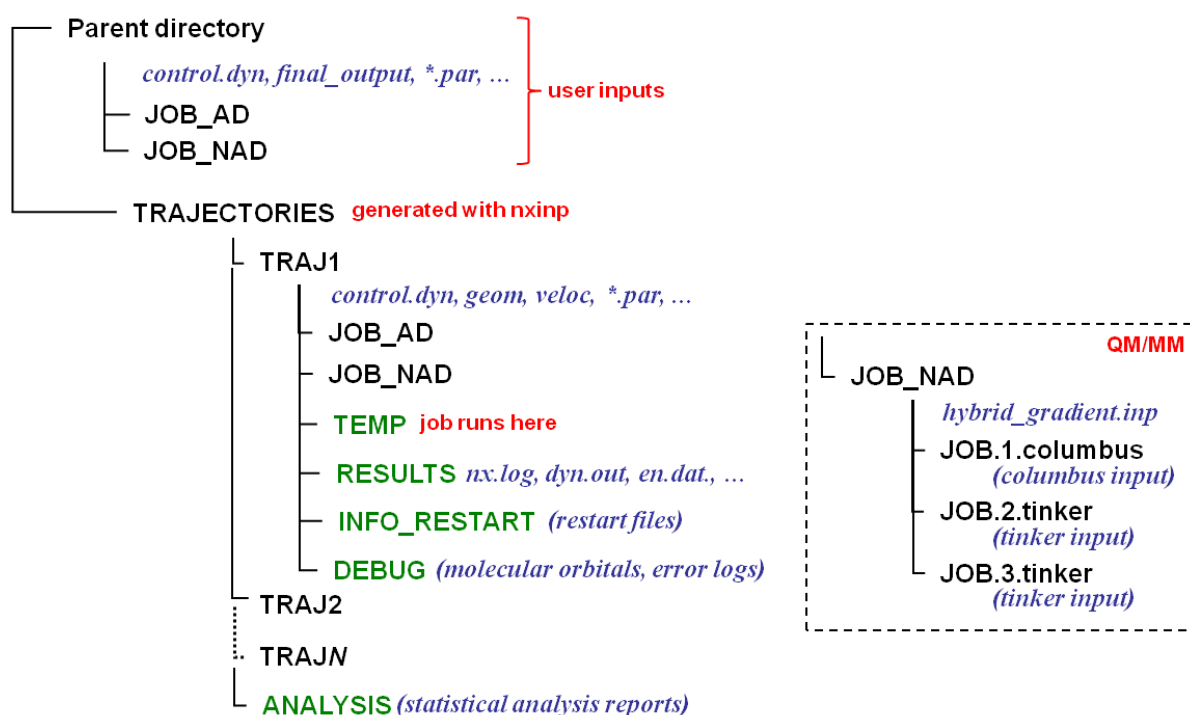 Parent directory
control.dyn, final_output, *.par, ...
user inputs
JOB_AD
JOB_NAD
TRAJECTORIES generated with nxinp
TRAJ1
control.dyn, geom, veloc, *.par, ...
JOB_AD
JOB_NAD
TEMP job runs here
RESULTS nx.log, dyn.out, en.dat., ...
INFO_RESTART (restart files)
DEBUG (molecular orbitals, error logs)
TRAJ2
TRAJN
ANALYSIS (statistical analysis reports)
QM/MM
JOB_NAD
hybrid_gradient.inp
JOB.1.columbus
(columbus input)
JOB.2.tinker
(tinker input)
JOB.3.tinker
(tinker input)